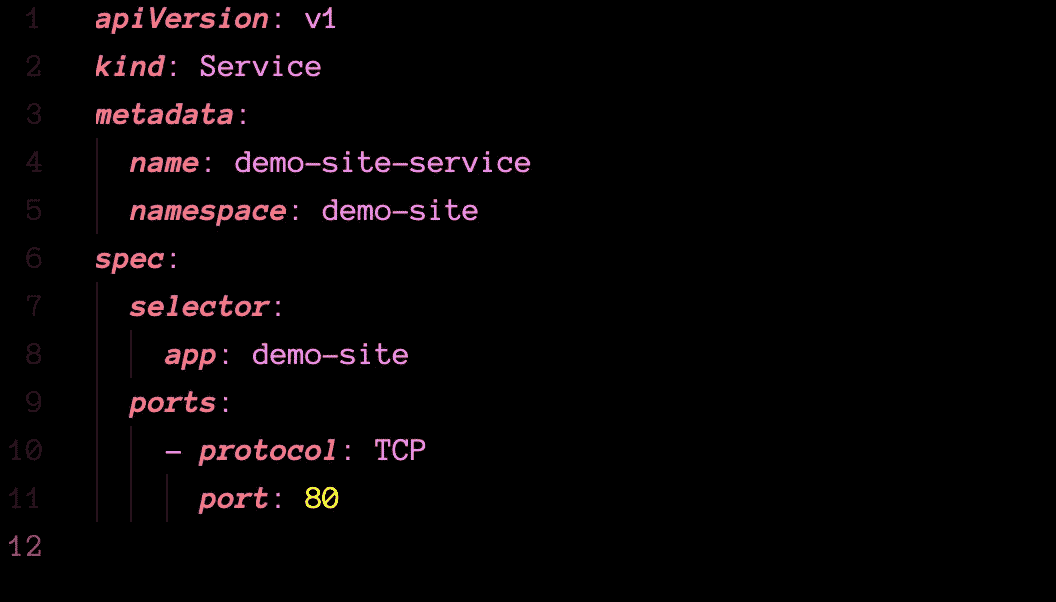 1 apiVersion: v1
2 kind: Service
3 metadata:
4   name: demo-site-service
5   namespace: demo-site
6 spec:
7   selector:
8     app: demo-site
9   ports:
10     - protocol: TCP
11       port: 80
12